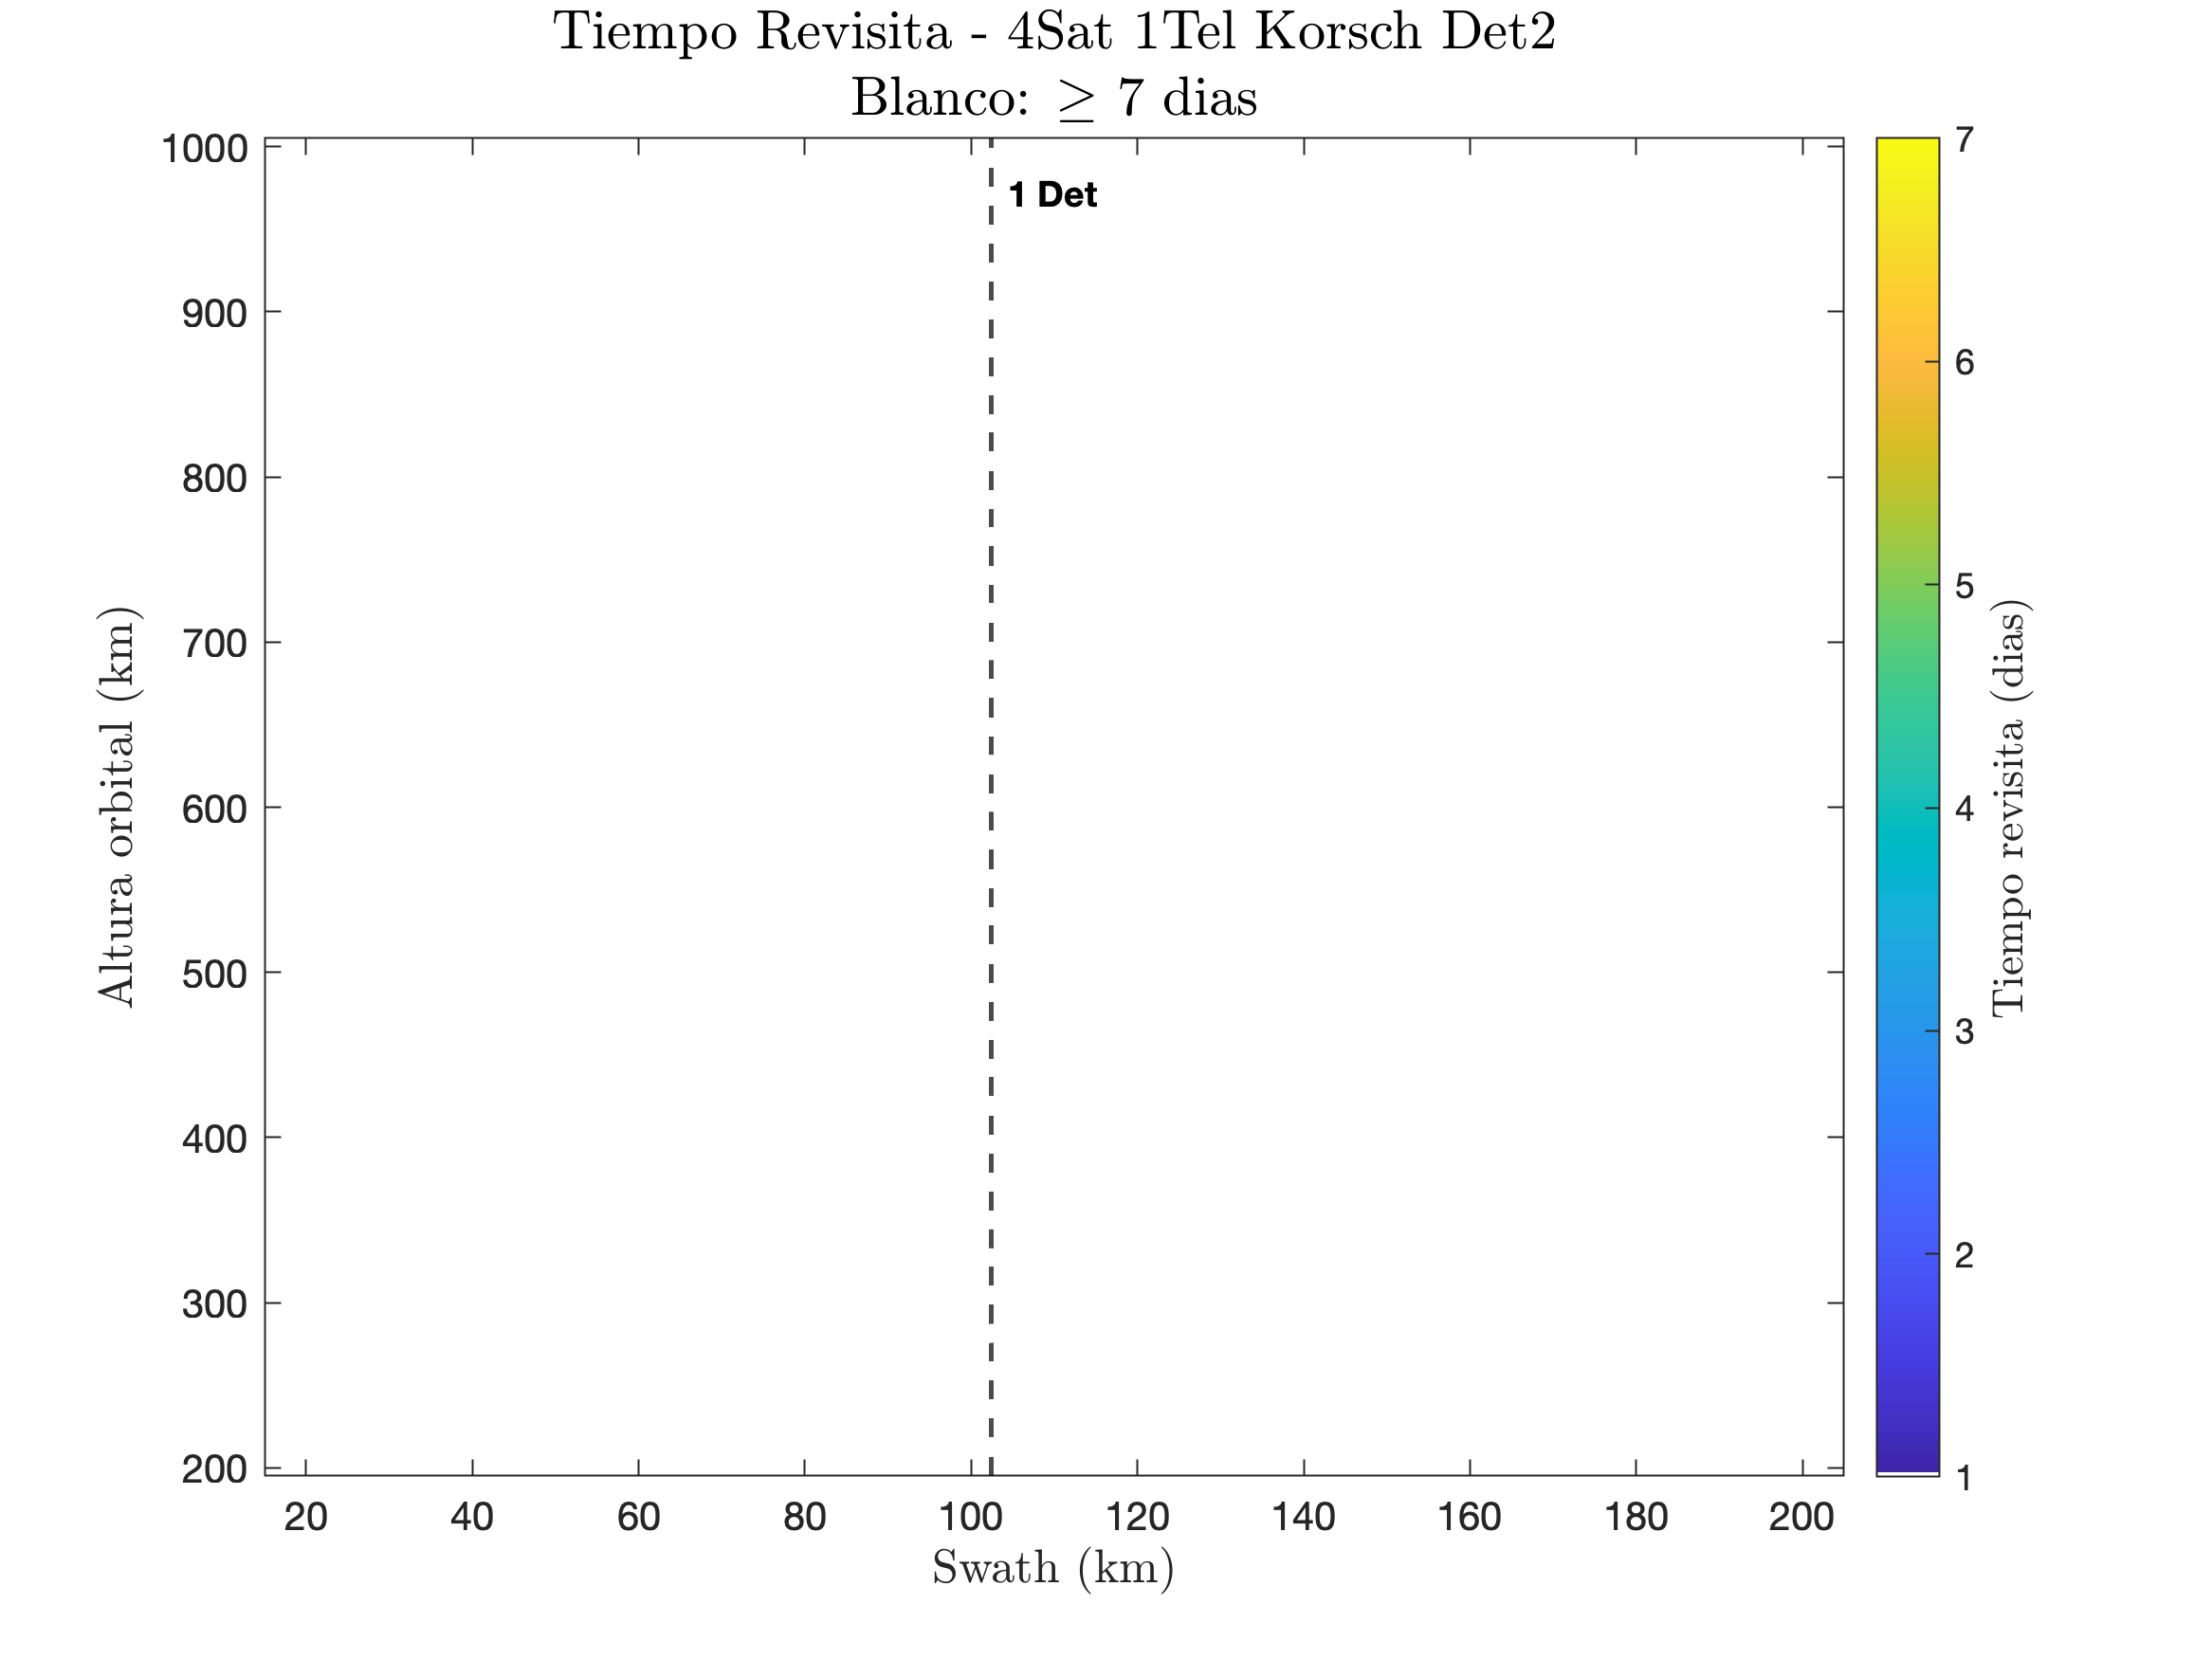 Tiempo Revisita - 4Sat 1Tel Korsch Det2
Blanco: ≥ 7 dias
1 Det
Altura orbital (km)
1000
900
800
700
600
500
400
300
200
20 40 60 80 100 120 140 160 180 200
Swath (km)
7
6
5
4
3
2
1
Tiempo revisita (dias)